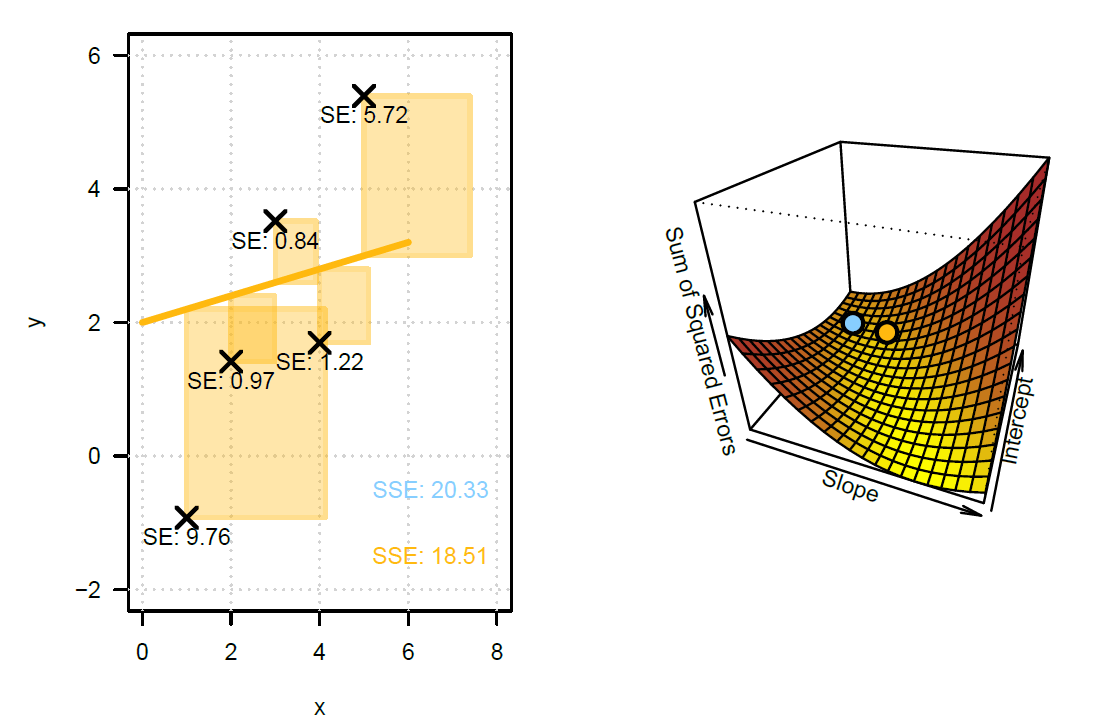 6
4
2
0
−2
y
SE: 5.72
SE: 0.84
SE: 1.22
SE: 0.97
SE: 9.76
SSE: 20.33
SSE: 18.51
0 2 4 6 8
x
Sum of Squared Errors
Slope
Intercept